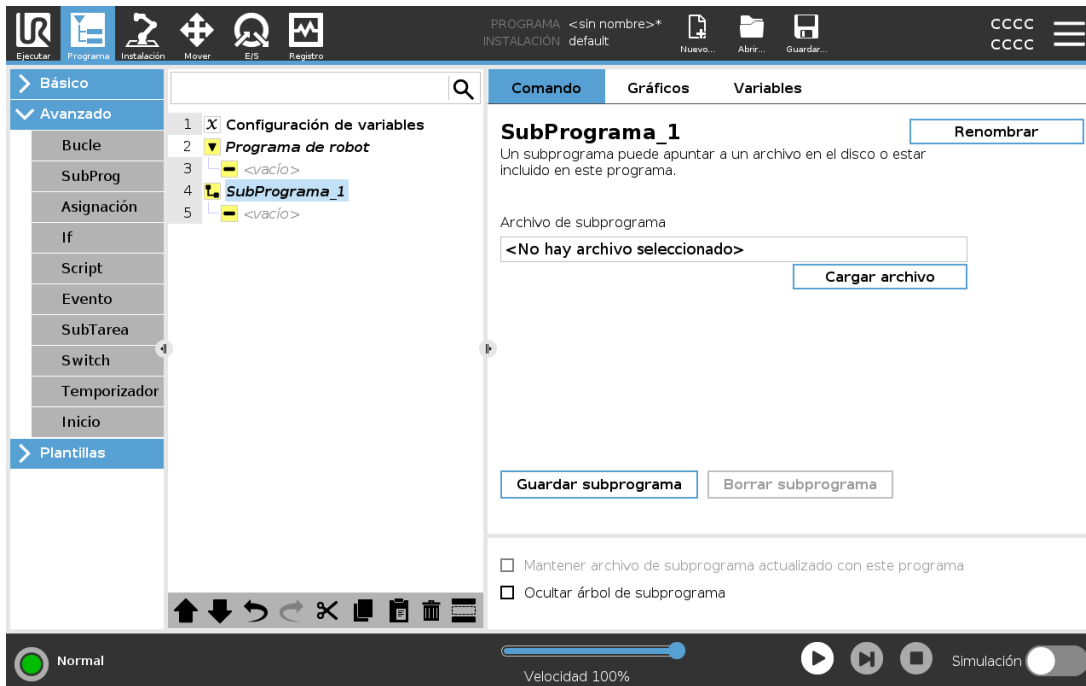 UR
Ejecutar
Programa
Instalación
Mover
E/S
Registro
PROGRAMA <sin nombre>*
INSTALACIÓN default
Nuevo...
Abrir...
Guardar...
CCCC
CCCC
Básico
Avanzado
Bucle
SubProg
Asignación
If
Script
Evento
SubTarea
Switch
Temporizador
Inicio
Plantillas
1 X Configuración de variables
2 Programa de robot
3 <vacío>
4 SubPrograma_1
5 <vacío>
Comando Gráficos Variables
SubPrograma_1
Renombrar
Un subprograma puede apuntar a un archivo en el disco o estar
incluido en este programa.
Archivo de subprograma
<No hay archivo seleccionado>
Cargar archivo
Guardar subprograma
Borrar subprograma
Mantener archivo de subprograma actualizado con este programa
Ocultar árbol de subprograma
Normal
Velocidad 100%
Simulación